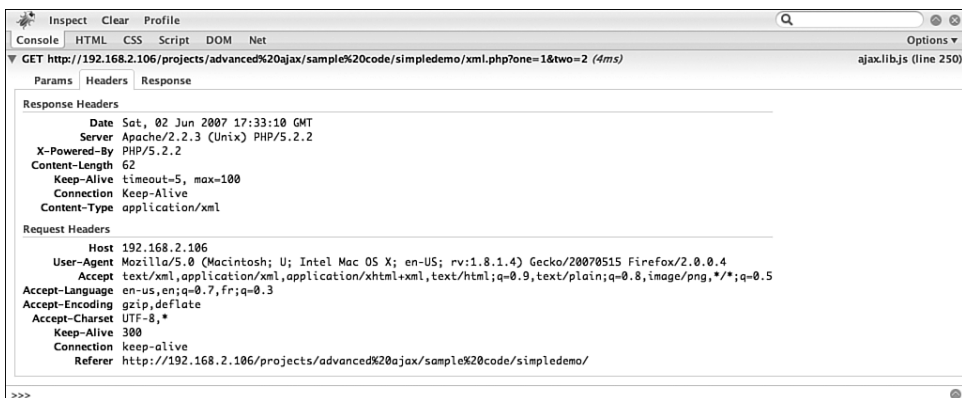 Inspect Clear Profile
Console HTML CSS Script DOM Net Options
GET http://192.168.2.106/projects/advanced%20ajax/sample%20code/simpledemo/xml.php?one=1&two=2 (4ms) ajax.lib.js (line 250)
Params Headers Response
Response Headers
Date Sat, 02 Jun 2007 17:33:10 GMT
Server Apache/2.2.3 (Unix) PHP/5.2.2
X-Powered-By PHP/5.2.2
Content-Length 62
Keep-Alive timeout=5, max=100
Connection Keep-Alive
Content-Type application/xml
Request Headers
Host 192.168.2.106
User-Agent Mozilla/5.0 (Macintosh; U; Intel Mac OS X; en-US; rv:1.8.1.4) Gecko/20070515 Firefox/2.0.0.4
Accept text/xml,application/xml,application/xhtml+xml,text/html;q=0.9,text/plain;q=0.8,image/png,*/*;q=0.5
Accept-Language en-us,en;q=0.7,fr;q=0.3
Accept-Encoding gzip,deflate
Accept-Charset UTF-8,*
Keep-Alive 300
Connection keep-alive
Referer http://192.168.2.106/projects/advanced%20ajax/sample%20code/simpledemo/
>>>